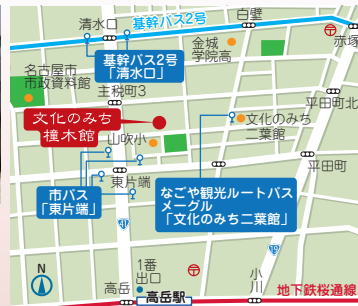 清水口
基幹バス2号
白壁
赤塚
基幹バス2号
「清水口」
金城
学院高
名古屋市
市政資料館
主税町3
平田町北
文化のみち
橦木館
文化のみち
二葉館
山吹小
平田町
市バス
「東片端」
東片端
なごや観光ルートバス
メーグル
「文化のみち二葉館」
41
19
N
1番
出口
高岳
高岳駅
小川
地下鉄桜通線